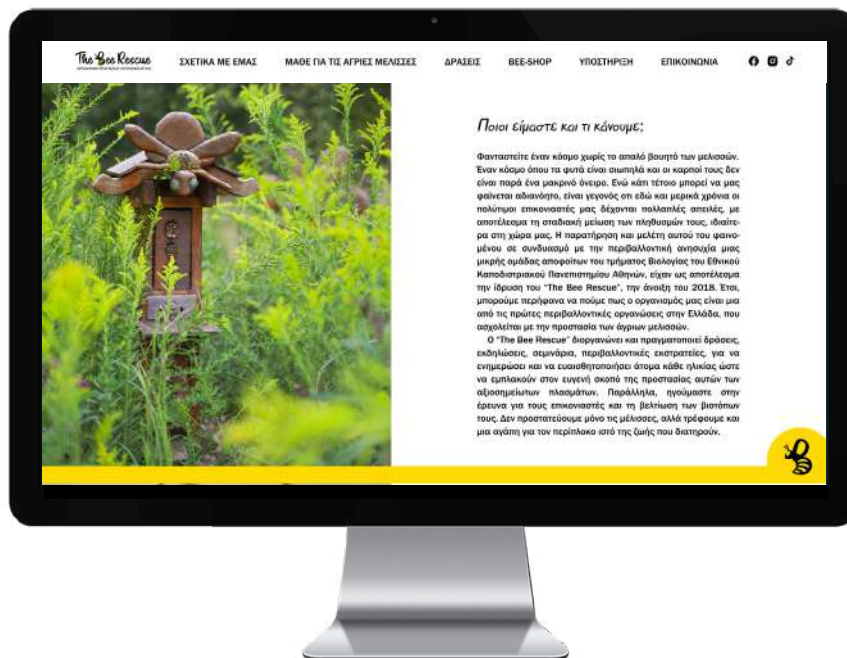 The Bee Rescue
ΣΧΕΤΙΚΑ ΜΕ ΕΜΑΣ
ΜΑΘΕ ΓΙΑ ΤΙΣ ΑΓΡΙΕΣ ΜΕΛΙΣΣΕΣ
ΔΡΑΣΕΙΣ
BEE-SHOP
ΥΠΟΣΤΗΡΙΞΗ
ΕΠΙΚΟΙΝΩΝΙΑ
Ποιοι είμαστε και τι κάνουμε;
Φανταστείτε έναν κόσμο χωρίς το απαλό βουητό των μελισσών.
Έναν κόσμο όπου τα φυτά είναι σιωπηλά και οι καρποί τους δεν
είναι παρά ένα μακρινό όνειρο. Ενώ κάτι τέτοιο μπορεί να μας
φαίνεται αδιανόητο, είναι γεγονός οτι εδώ και μερικά χρόνια οι
πολύτιμοι επικονιαστές μας δέχονται πολλαπλές απειλές, με
αποτέλεσμα τη σταδιακή μείωση των πληθυσμών τους, ιδιαίτε-
ρα στη χώρα μας. Η παρατήρηση και μελέτη αυτού του φαινο-
μένου σε συνδυασμό με την περιβαλλοντική ανησυχία μιας
μικρής ομάδας αποφοίτων του τμήματος Βιολογίας του Εθνικού
Καποδιστριακού Πανεπιστημίου Αθηνών, είχαν ως αποτέλεσμα
την ίδρυση του "The Bee Rescue", την άνοιξη του 2018. Έτσι,
μπορούμε περήφανα να πούμε πως ο οργανισμός μας είναι μια
από τις πρώτες περιβαλλοντικές οργανώσεις στην Ελλάδα, που
ασχολείται με την προστασία των άγριων μελισσών.
Ο "The Bee Rescue" διοργανώνει και πραγματοποιεί δράσεις,
εκδηλώσεις, σεμινάρια, περιβαλλοντικές εκστρατείες, για να
ενημερώσει και να ευαισθητοποιήσει άτομα κάθε ηλικίας ώστε
να εμπλακούν στον ευγενή σκοπό της προστασίας αυτών των
αξιοσημείωτων πλασμάτων. Παράλληλα, ηγούμαστε στην
έρευνα για τους επικονιαστές και τη βελτίωση των βιοτόπων
τους. Δεν προστατεύουμε μόνο τις μέλισσες, αλλά τρέφουμε και
μια αγάπη για τον περίπλοκο ιστό της ζωής που διατηρούν.